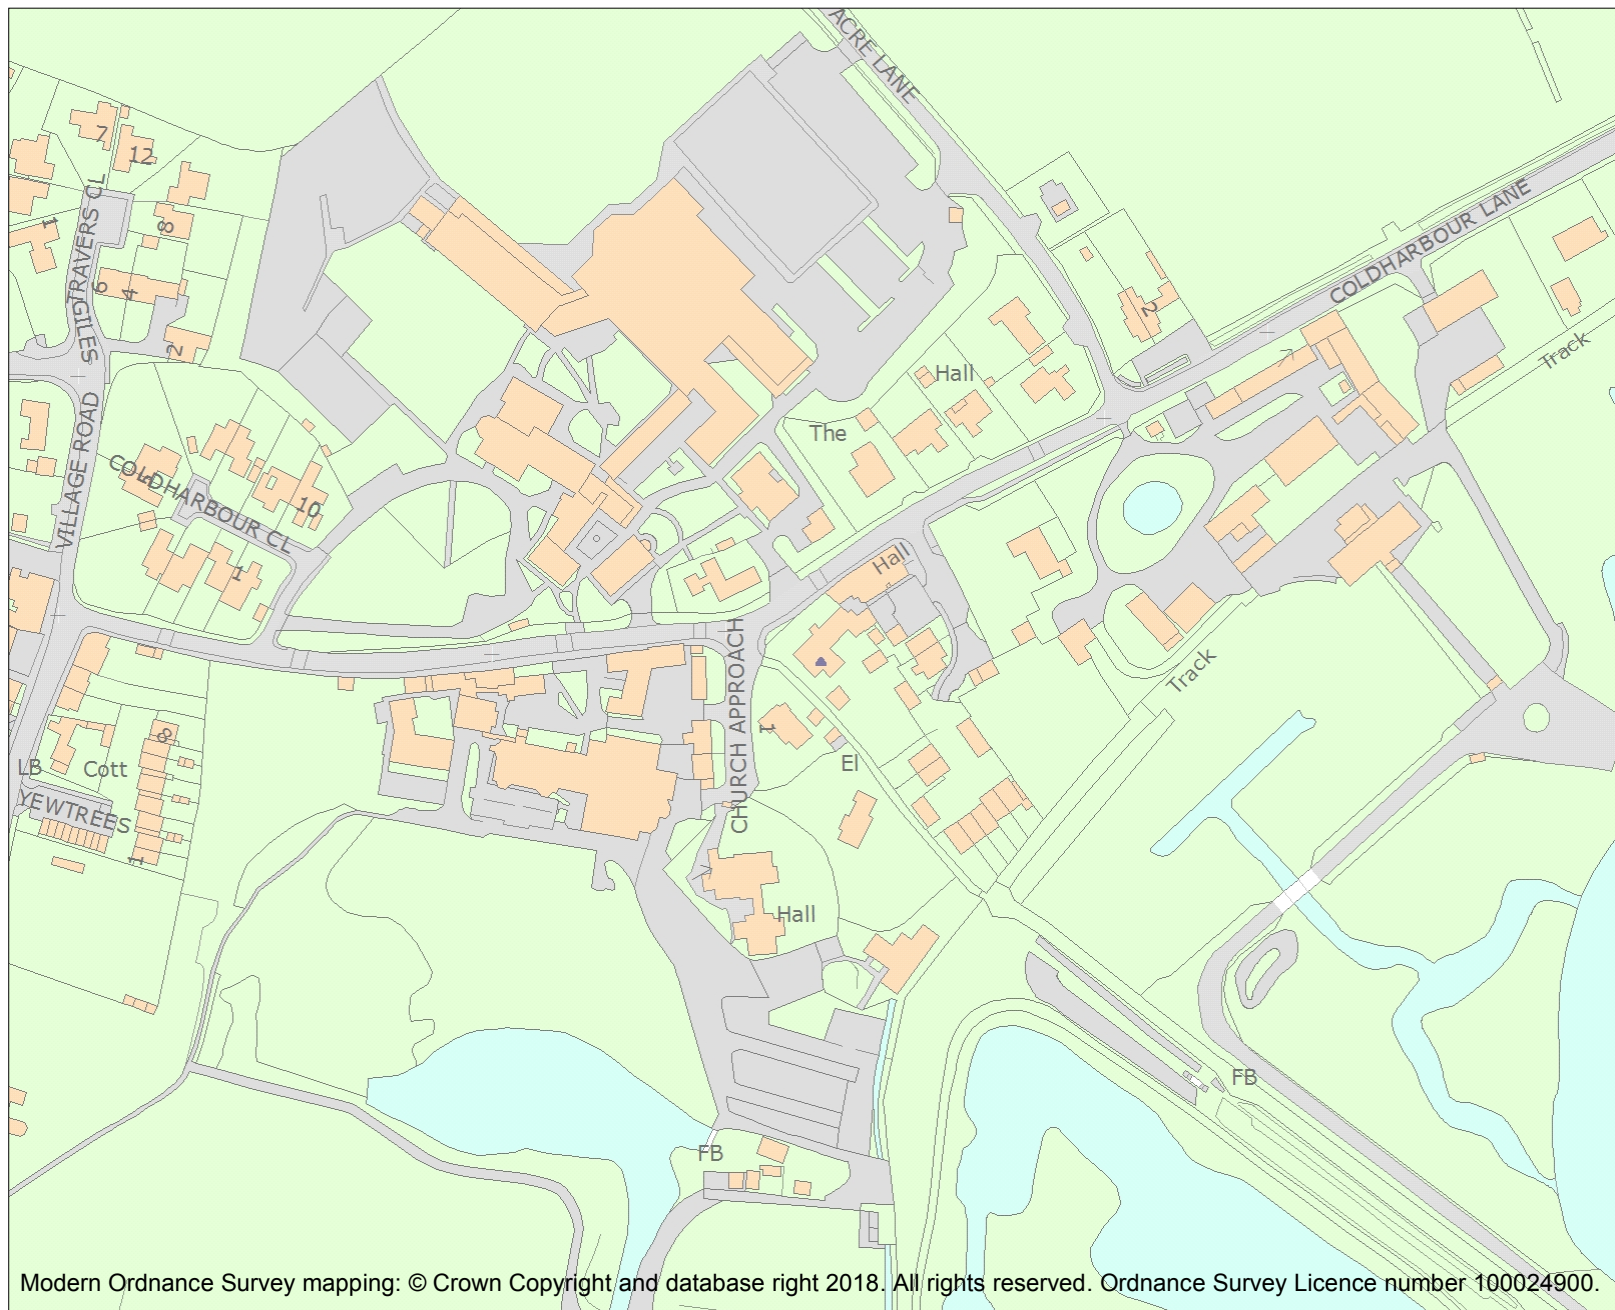 ACRE LANE
7
12
1
8
GILES TRAVERS CL
6
4
2
COLDHARBOUR LANE
2
Track
7
Hall
The
VILLAGE ROAD
COLDHARBOUR CL
10
1
Hall
CHURCH APPROACH
Track
1
8
LB
Cott
El
YEWTREES
1
7
Hall
FB
FB
Modern Ordnance Survey mapping: © Crown Copyright and database right 2018. All rights reserved. Ordnance Survey Licence number 100024900.